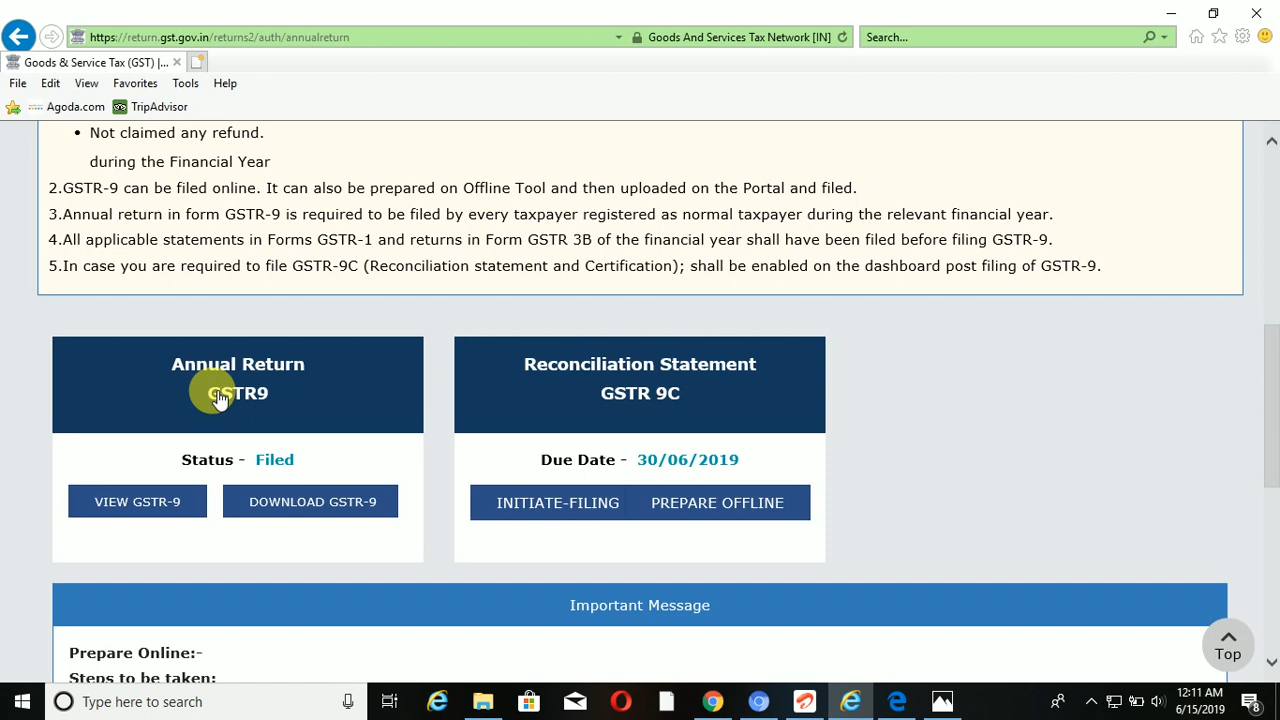 https://return.gst.gov.in/returns2/auth/annualreturn
Goods And Services Tax Network [IN]
Search...
Goods & Service Tax (GST) |...
File Edit View Favorites Tools Help
Agoda.com TripAdvisor
• Not claimed any refund.
during the Financial Year
2.GSTR-9 can be filed online. It can also be prepared on Offline Tool and then uploaded on the Portal and filed.
3.Annual return in form GSTR-9 is required to be filed by every taxpayer registered as normal taxpayer during the relevant financial year.
4.All applicable statements in Forms GSTR-1 and returns in Form GSTR 3B of the financial year shall have been filed before filing GSTR-9.
5.In case you are required to file GSTR-9C (Reconciliation statement and Certification); shall be enabled on the dashboard post filing of GSTR-9.
Annual Return
GSTR9
Status - Filed
VIEW GSTR-9 DOWNLOAD GSTR-9
Reconciliation Statement
GSTR 9C
Due Date - 30/06/2019
INITIATE-FILING PREPARE OFFLINE
Important Message
Prepare Online:-
Steps to be taken:
Top
Type here to search
12:11 AM
6/15/2019
8